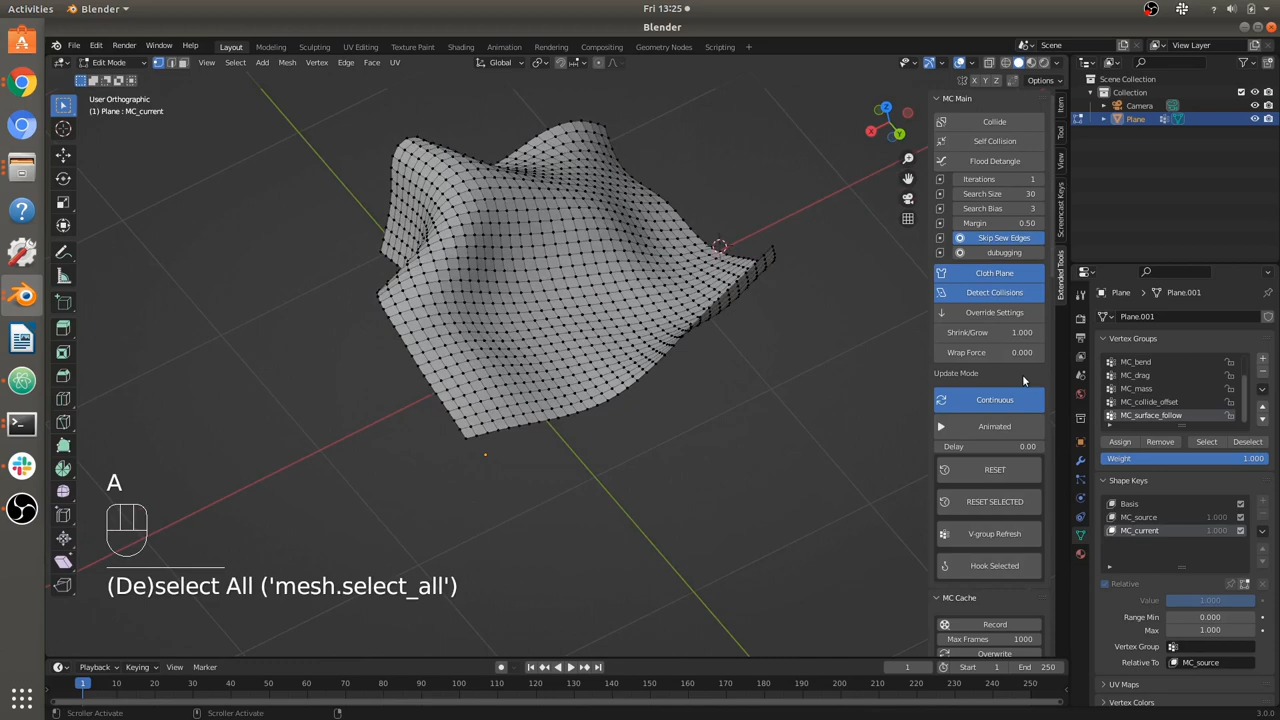 Activities
Blender
Fri 13:25
Blender
File Edit Render Window Help
Layout Modeling Sculpting UV Editing Texture Paint Shading Animation Rendering Compositing Geometry Nodes Scripting +
Scene
View Layer
Edit Mode
View Select Add Mesh Vertex Edge Face UV
Global
X Y Z
Options
User Orthographic
(1) Plane : MC_current
MC Main
Collide
Self Collision
Flood Detangle
Iterations 1
Search Size 30
Search Bias 3
Margin 0.50
Skip Sew Edges
dubugging
Cloth Plane
Detect Collisions
Override Settings
Shrink/Grow 1.000
Wrap Force 0.000
Update Mode
Continuous
Animated
Delay 0.00
RESET
RESET SELECTED
V-group Refresh
Hook Selected
MC Cache
Record
Max Frames 1000
Overwrite
Item
Tool
View
Screencast Keys
Extended Tools
Z
X
Y
A
(De)select All ('mesh.select_all')
Scene Collection
Collection
Camera
Plane
Plane
Plane.001
Plane.001
Vertex Groups
MC_bend
MC_drag
MC_mass
MC_collide_offset
MC_surface_follow
Assign Remove Select Deselect
Weight 1.000
Shape Keys
Basis
MC_source 1.000
MC_current 1.000
Relative
Value 1.000
Range Min 0.000
Max 1.000
Vertex Group
Relative To MC_source
UV Maps
Vertex Colors
Playback Keying View Marker
1
Start 1
End 250
1 10 20 30 40 50 60 70 80 90 100 110 120 130 140 150 160 170 180 190 200 210 220 230 240 250
Scroller Activate
Scroller Activate
3.0.0